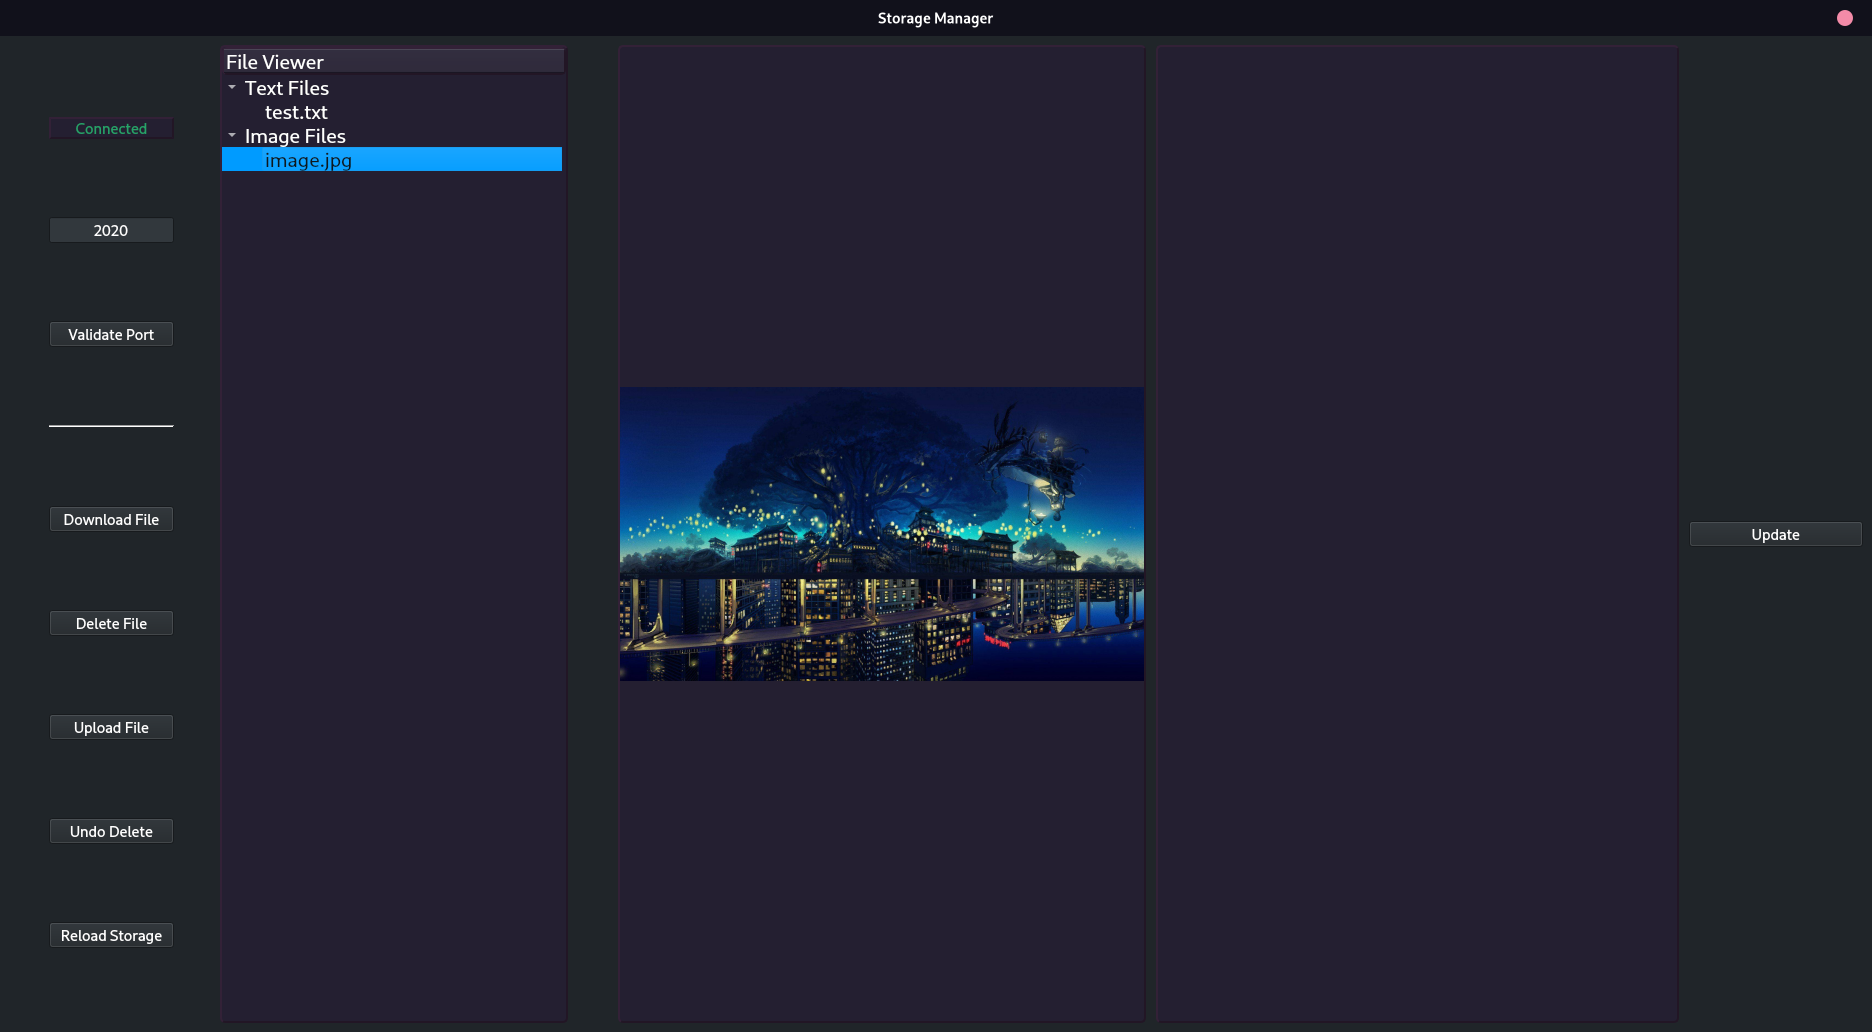 Storage Manager
Connected
2020
Validate Port
Download File
Delete File
Upload File
Undo Delete
Reload Storage
File Viewer
Text Files
test.txt
Image Files
image.jpg
Update